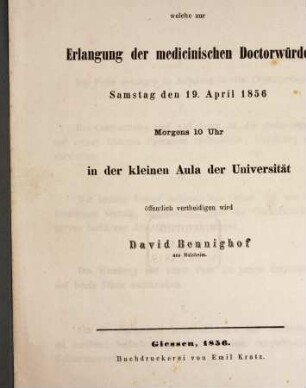 welche zur
Erlangung der medicinischen Doctorwürde
Samstag den 19. April 1856
Morgens 10 Uhr
in der kleinen Aula der Universität
öffentlich vertheidigen wird
David Bennighof
aus
Giessen, 1856.
Buchdruckerei von Emil Kratz.